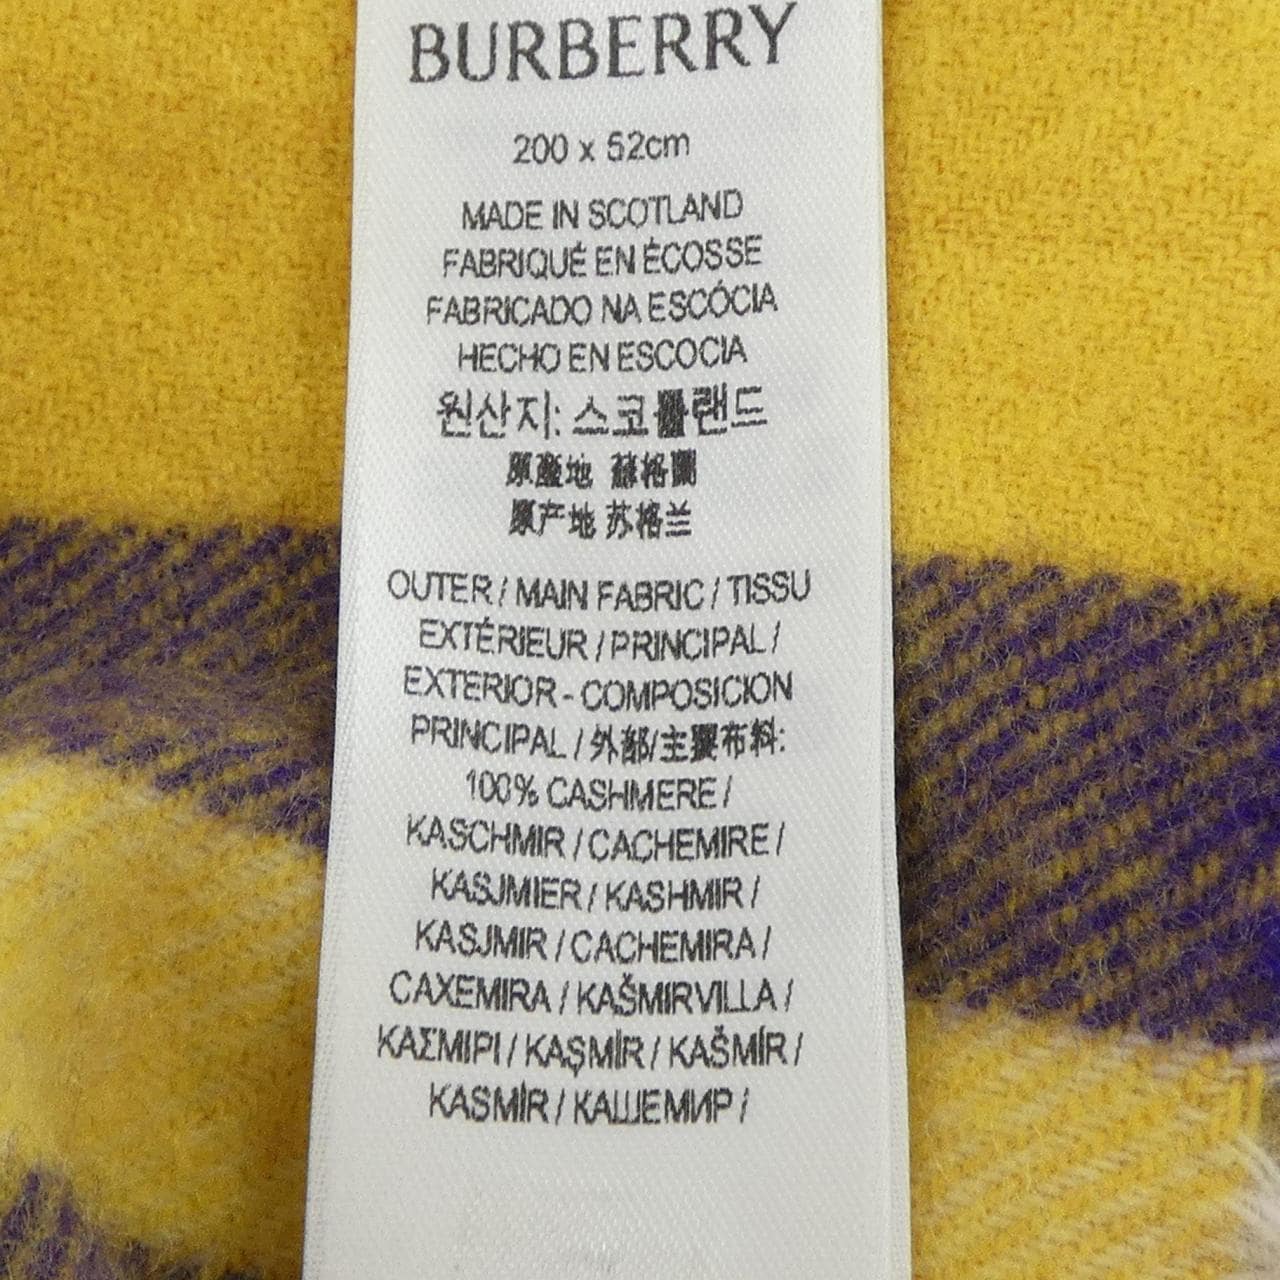 BURBERRY
200 x 52cm
MADE IN SCOTLAND
FABRIQUÉ EN ÉCOSSE
FABRICADO NA ESCÓCIA
HECHO EN ESCOCIA
원산지: 스코틀랜드
原產地 蘇格蘭
原产地 苏格兰
OUTER / MAIN FABRIC / TISSU
EXTÉRIEUR / PRINCIPAL /
EXTERIOR - COMPOSICION
PRINCIPAL / 外部/主要布料:
100% CASHMERE /
KASCHMIR / CACHEMIRE /
KASJMIER / KASHMIR /
KASJMIR / CACHEMIRA /
CAXEMIRA / KAŠMIRVILLA /
ΚΑΣΜΙΡΙ / KAŞMİR / KAŠMÍR /
KASMÍR / КАШЕМИР /